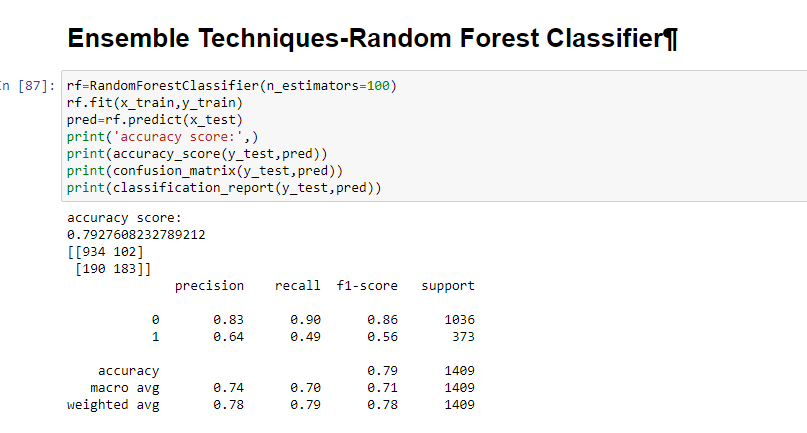 Ensemble Techniques-Random Forest Classifier¶
n [87]:
rf=RandomForestClassifier(n_estimators=100)
rf.fit(x_train,y_train)
pred=rf.predict(x_test)
print('accuracy score:',)
print(accuracy_score(y_test,pred))
print(confusion_matrix(y_test,pred))
print(classification_report(y_test,pred))
accuracy score:
0.7927608232789212
[[934 102]
 [190 183]]
              precision    recall  f1-score   support
           0       0.83      0.90      0.86      1036
           1       0.64      0.49      0.56       373
    accuracy                           0.79      1409
   macro avg       0.74      0.70      0.71      1409
weighted avg       0.78      0.79      0.78      1409